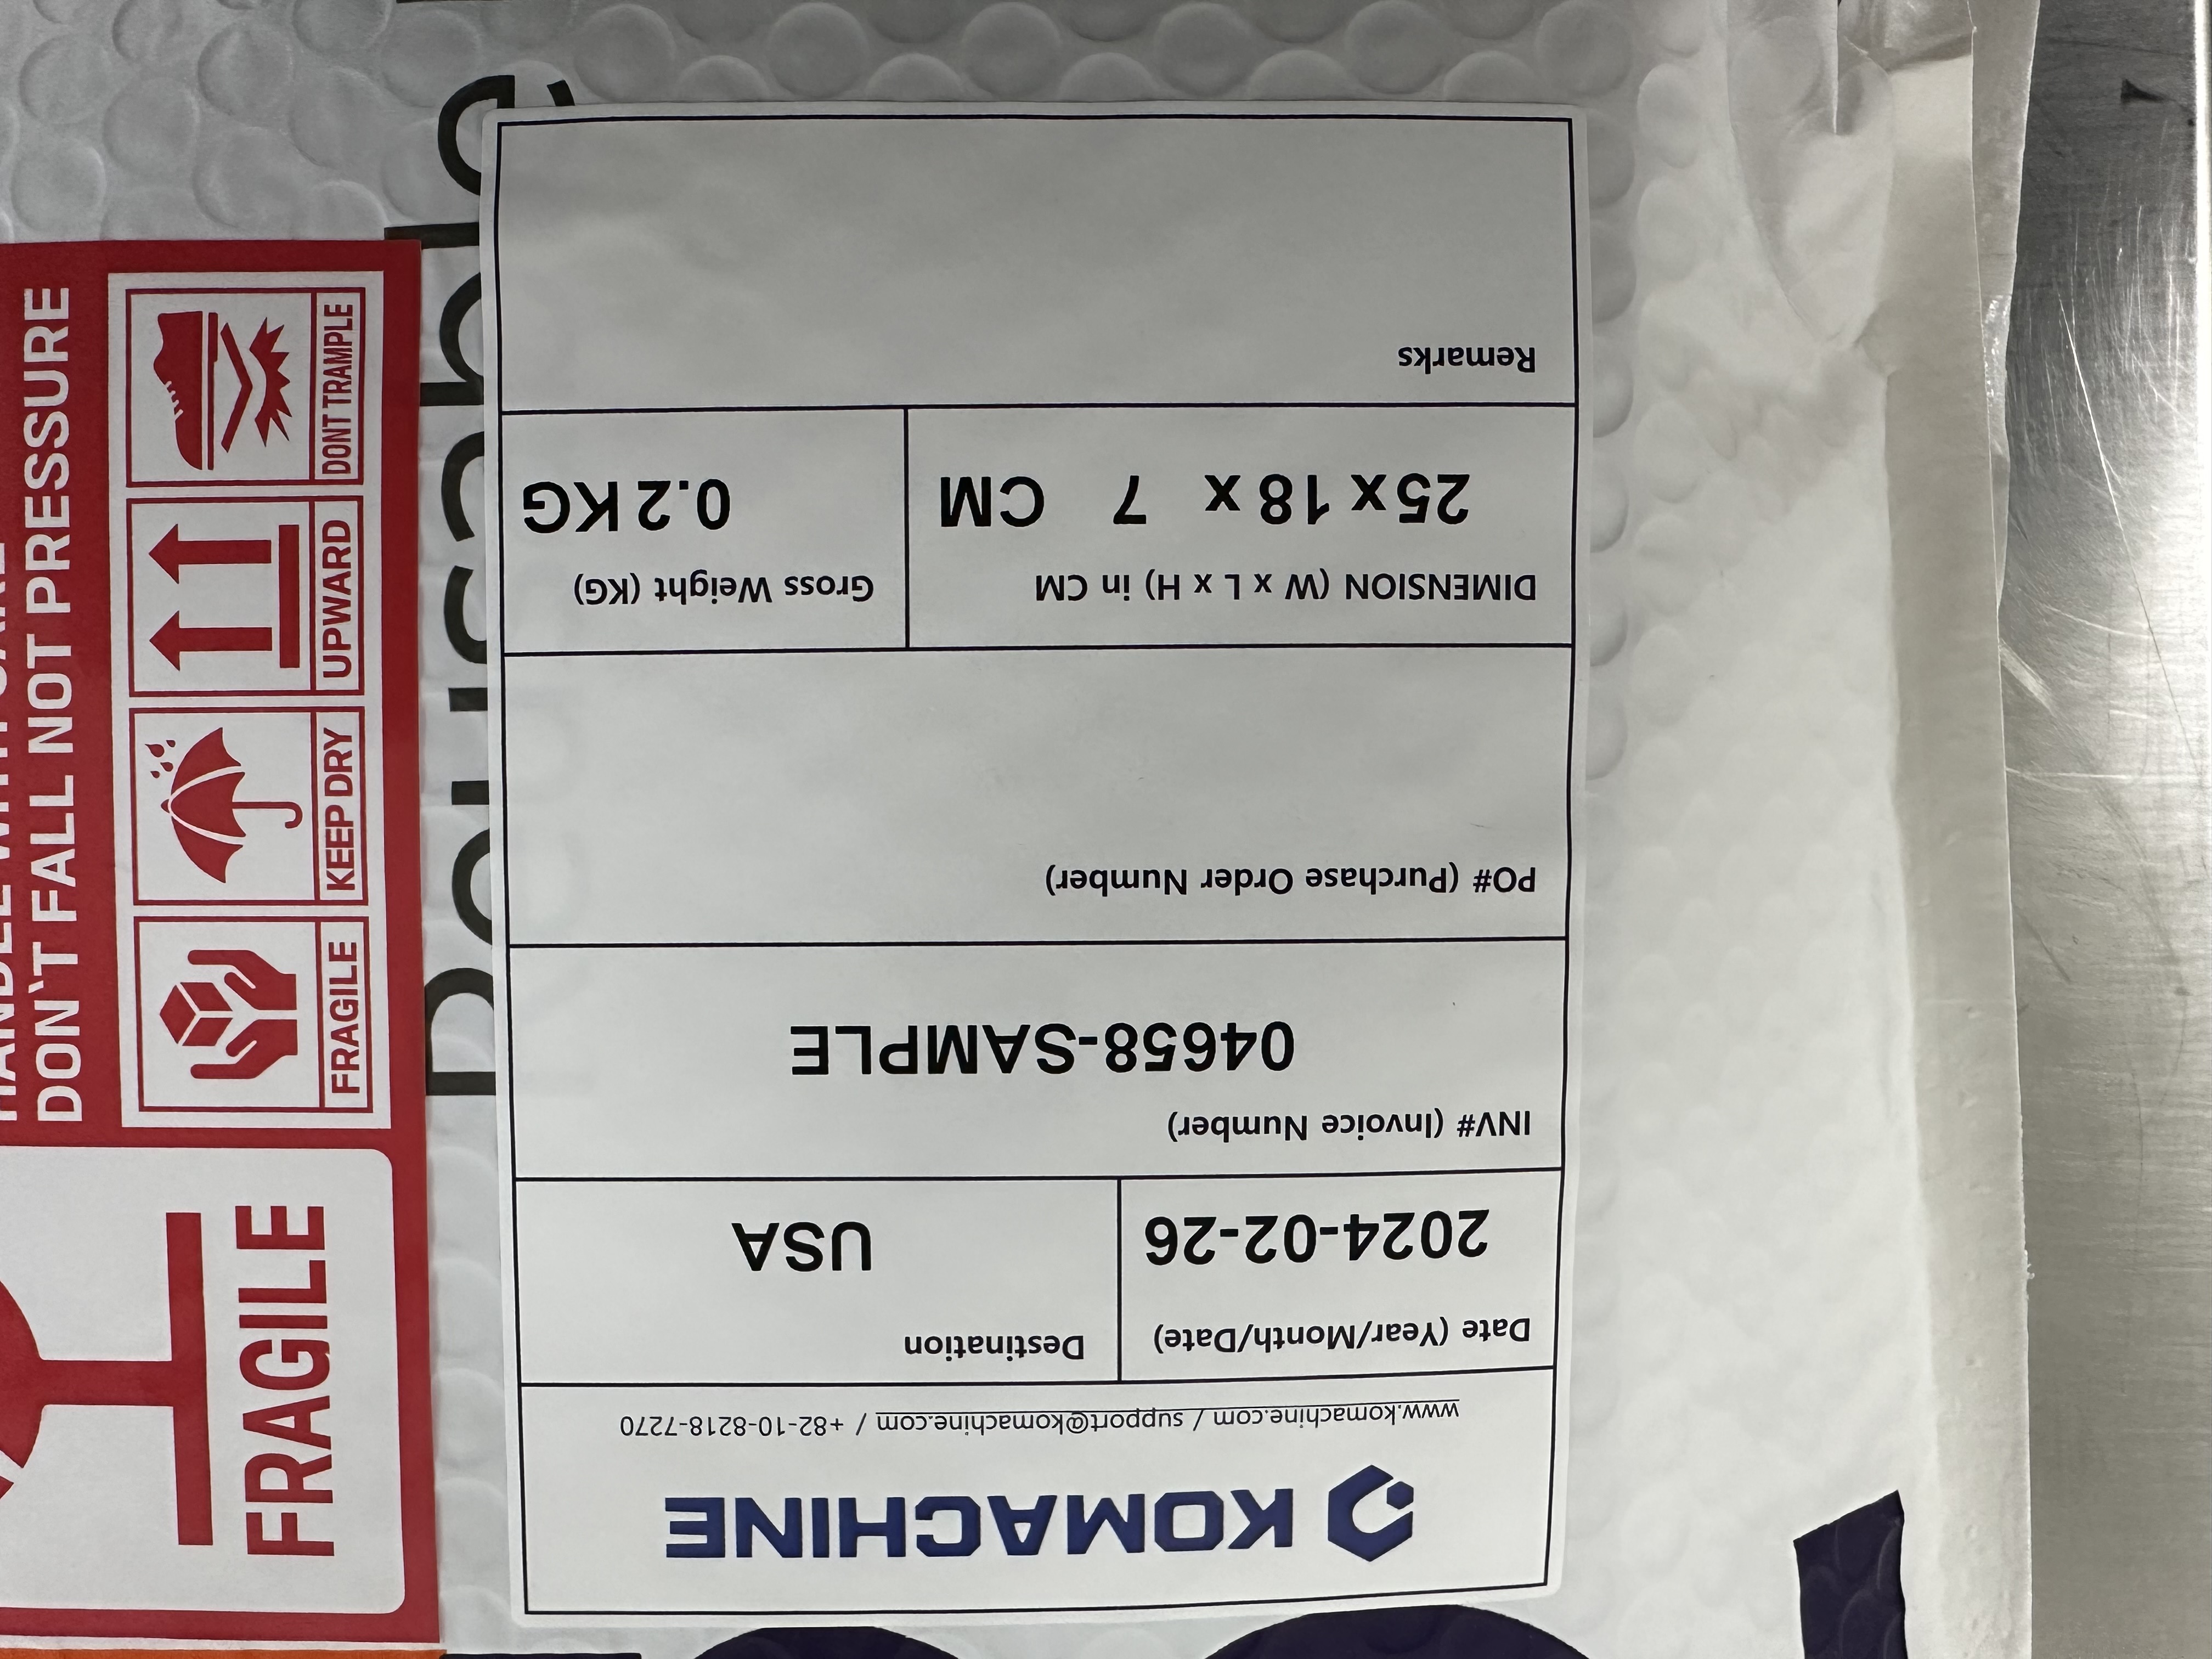 KOMACHINE
www.komachine.com / support@komachine.com / +82-10-8218-7270
Date (Year/Month/Date)
2024-02-26
Destination
USA
INV# (Invoice Number)
04658-SAMPLE
PO# (Purchase Order Number)
DIMENSION (W x L x H) in CM
25x 18 x 7 CM
Gross Weight (KG)
0.2 KG
Remarks
FRAGILE
DON'T FALL NOT PRESSURE
FRAGILE
KEEP DRY
UPWARD
DONT TRAMPLE